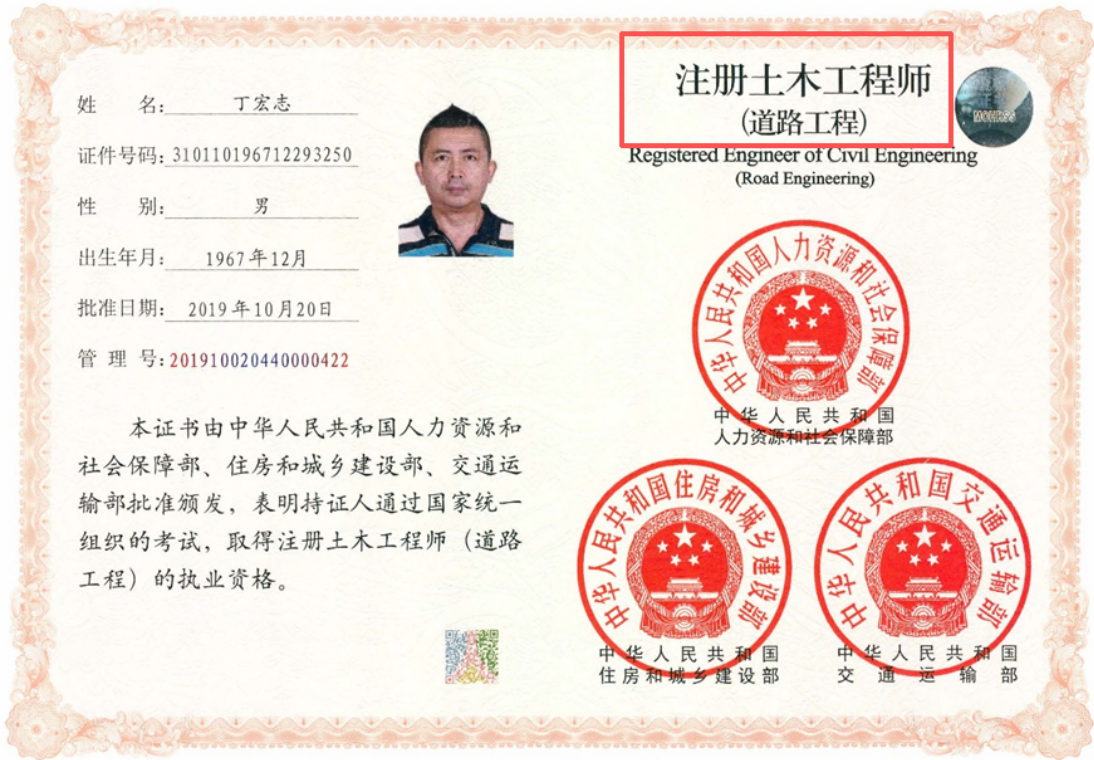 姓 名: 丁宏志
证件号码: 310110196712293250
性 别: 男
出生年月: 1967年12月
批准日期: 2019年10月20日
管 理 号: 201910020440000422
本证书由中华人民共和国人力资源和
社会保障部、住房和城乡建设部、交通运
输部批准颁发，表明持证人通过国家统一
组织的考试，取得注册土木工程师（道路
工程）的执业资格。
注册土木工程师
(道路工程)
Registered Engineer of Civil Engineering
(Road Engineering)
MOHRSS
中华人民共和国人力资源和社会保障部
中华人民共和国
人力资源和社会保障部
中华人民共和国住房和城乡建设部
中华人民共和国
住房和城乡建设部
中华人民共和国交通运输部
中华人民共和国
交通运输部